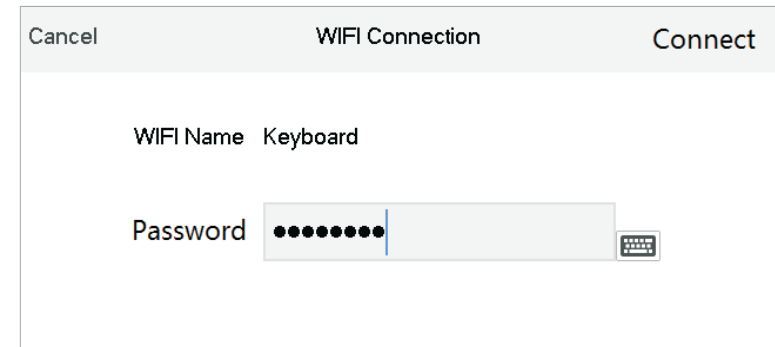 Cancel WIFI Connection Connect
WIFI Name Keyboard
Password ••••••••